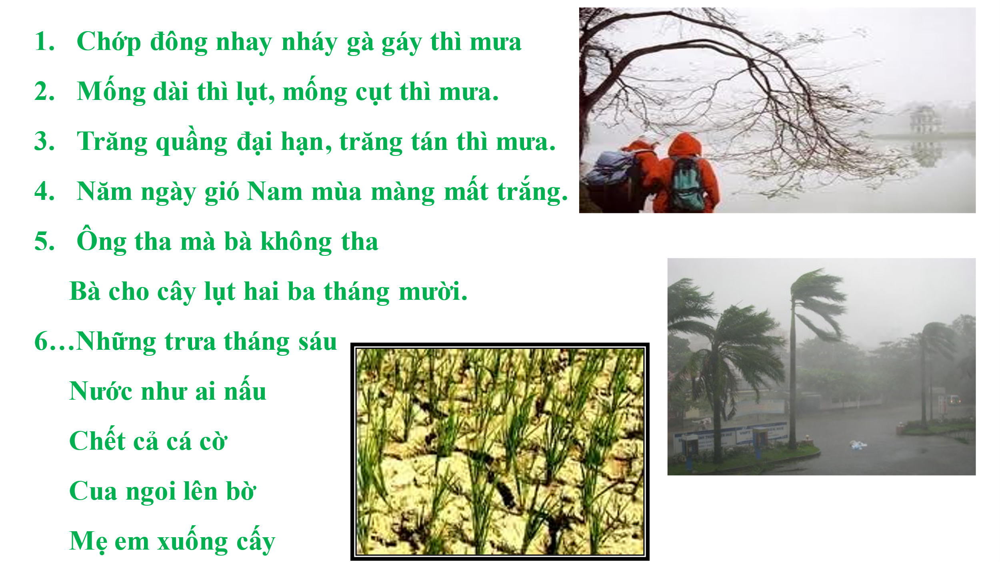 1. Chớp đông nhay nháy gà gáy thì mưa
2. Mống dài thì lụt, mống cụt thì mưa.
3. Trăng quầng đại hạn, trăng tán thì mưa.
4. Năm ngày gió Nam mùa màng mất trắng.
5. Ông tha mà bà không tha
Bà cho cây lụt hai ba tháng mười.
6…Những trưa tháng sáu
Nước như ai nấu
Chết cả cá cờ
Cua ngoi lên bờ
Mẹ em xuống cấy